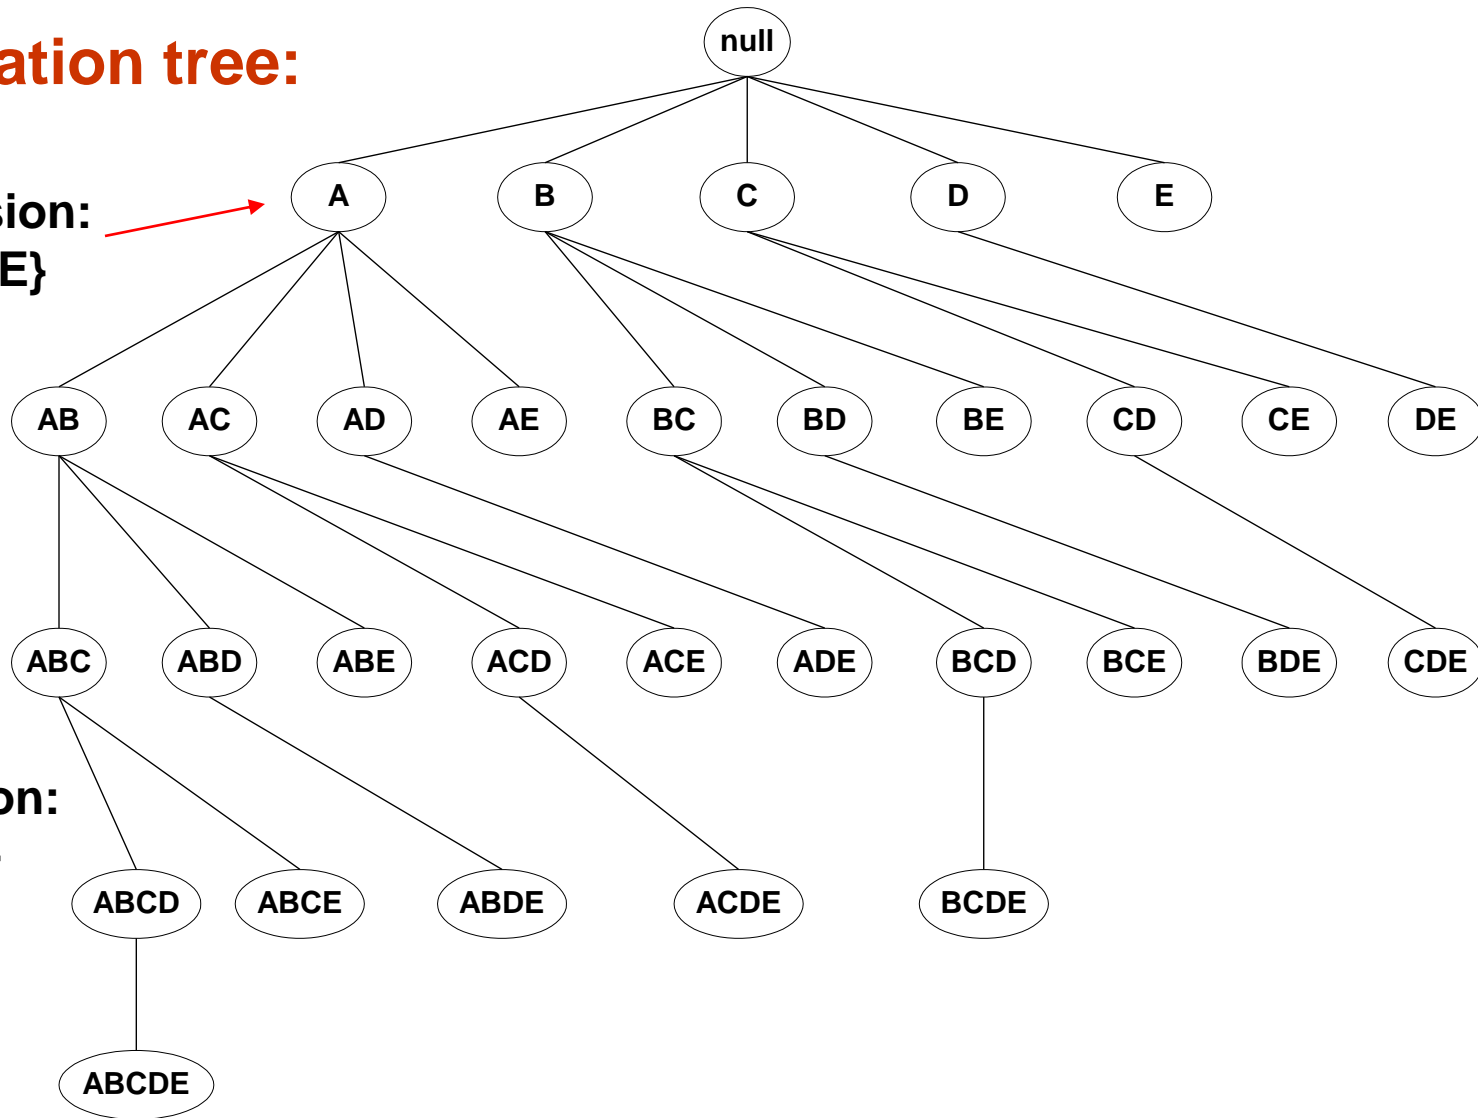 null
ation tree:
A B C D E
sion:
E}
AB AC AD AE BC BD BE CD CE DE
ABC ABD ABE ACD ACE ADE BCD BCE BDE CDE
on:
ABCD ABCE ABDE ACDE BCDE
ABCDE